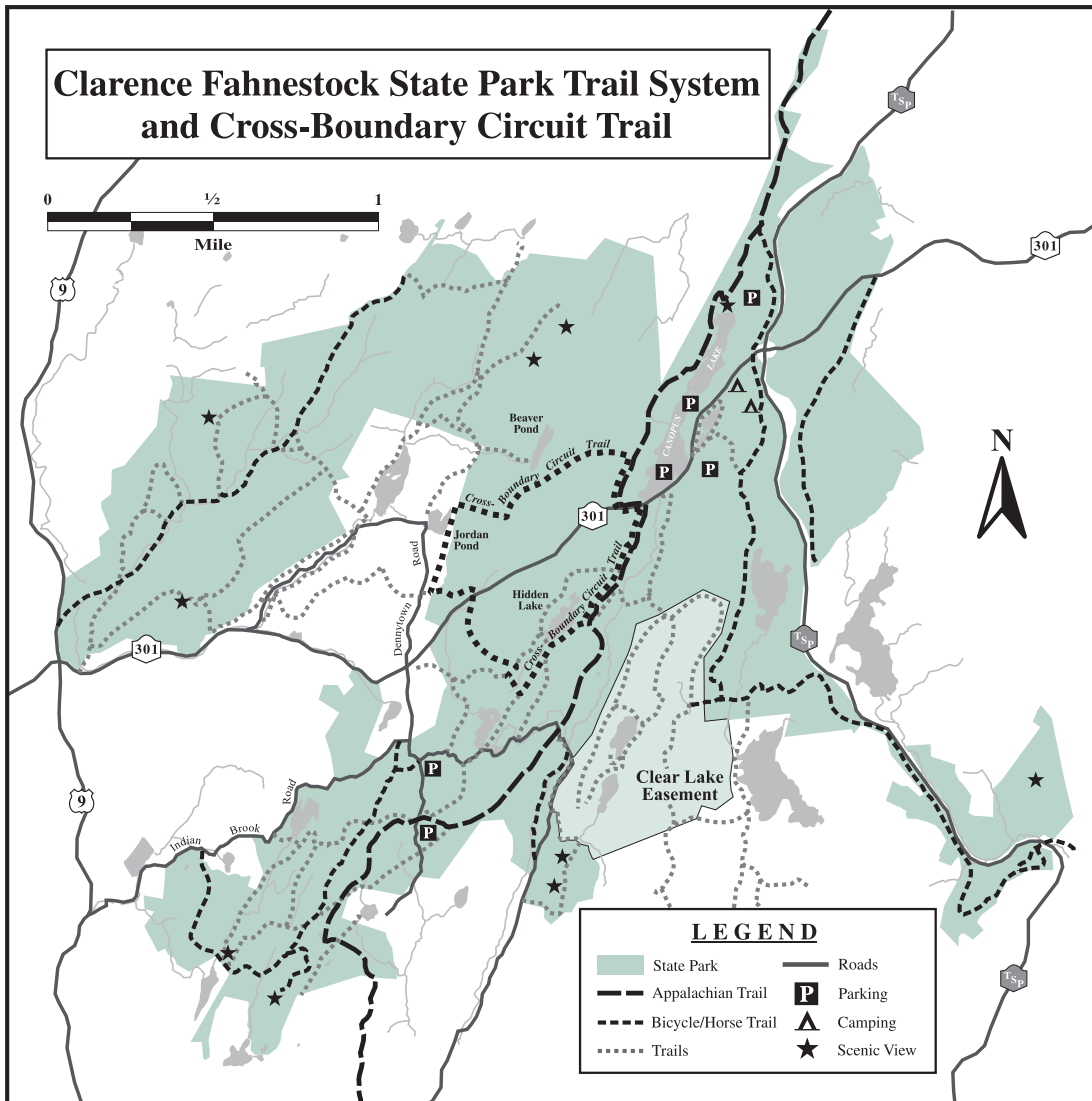 Clarence Fahnestock State Park Trail System
and Cross-Boundary Circuit Trail
0 ½ 1
Mile
TSP
301
9
LAKE
CANOPUS
P
P
P
P
Beaver
Pond
Cross- Boundary Circuit Trail
N
301
Jordan
Pond
Road
Dennytown
Hidden
Lake
Cross- Boundary Circuit Trail
TSP
301
Clear Lake
Easement
P
P
9
Indian Brook Road
TSP
LEGEND
State Park
Appalachian Trail
Bicycle/Horse Trail
Trails
Roads
P Parking
Camping
Scenic View